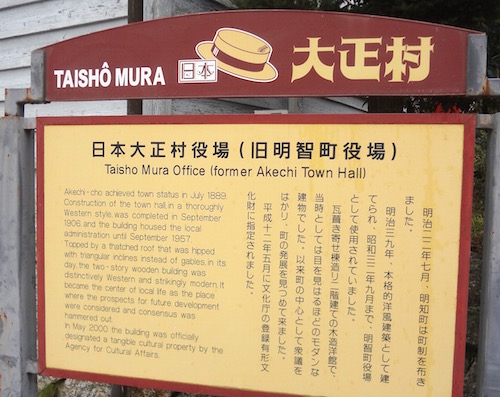 TAISHÔ MURA
日本
大正村
日本大正村役場(旧明智町役場)
Taisho Mura Office (former Akechi Town Hall)
Akechi-cho achieved town status in July 1889.
Construction of the town hall, in a thoroughly
Western style, was completed in September
1906 and the building housed the local
administration until September 1957.
Topped by a thatched roof that was hipped
with triangular inclines instead of gables, in its
day, the two-story wooden building was
distinctively Western and strikingly modern. It
became the center of local life as the place
where the prospects for future development
were considered and consensus was
hammered out.
In May 2000 the building was officially
designated a tangible cultural property by the
Agency for Cultural Affairs.
明治二二年七月、明知町は町制を布き
ました。
明治三九年、本格的洋風建築として建
てられ、昭和三二年九月まで、明智町役場
として使用されていました。
瓦葺き寄せ棟造り二階建ての木造洋館で、
当時としては目を見はるほどのモダンな
建物でした。以来町の中心として衆議を
はかり、町の発展を見つめて来ました。
平成十二年五月に文化庁の登録有形文
化財に指定されました。